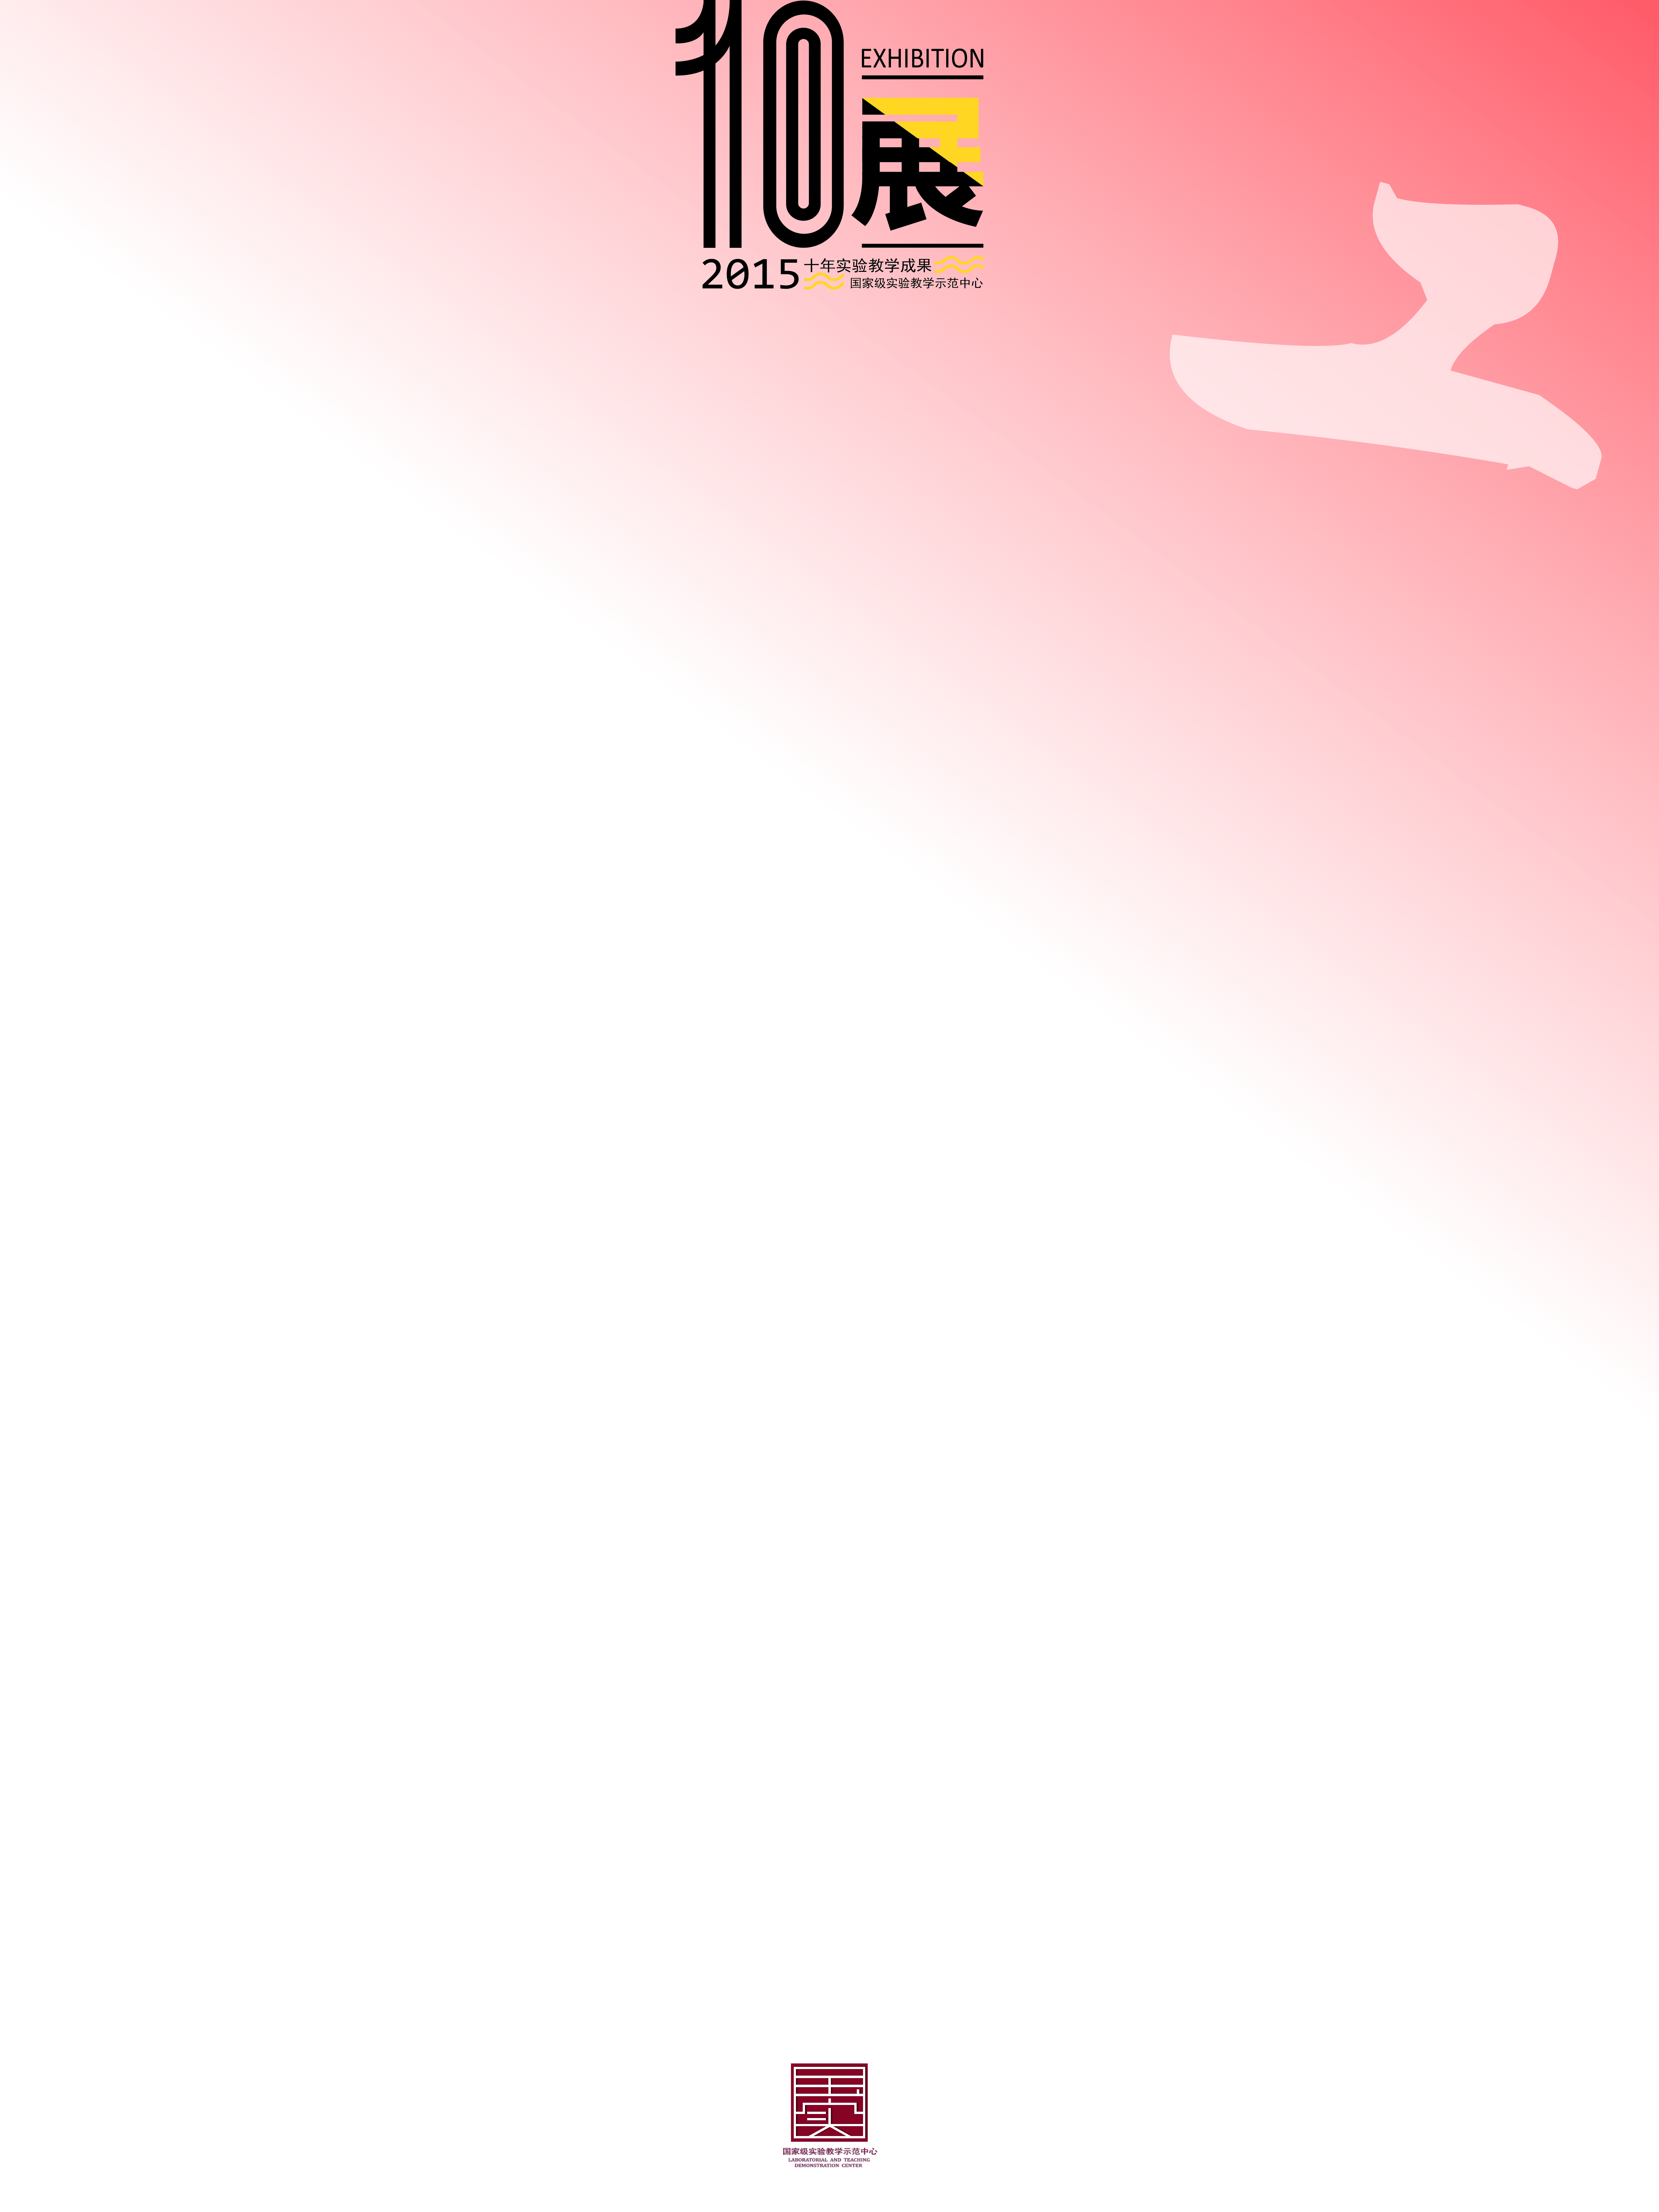 10
EXHIBITION
展
2015
十年实验教学成果
国家级实验教学示范中心
国家级实验教学示范中心
LABORATORIAL AND TEACHING
DEMONSTRATION CENTER